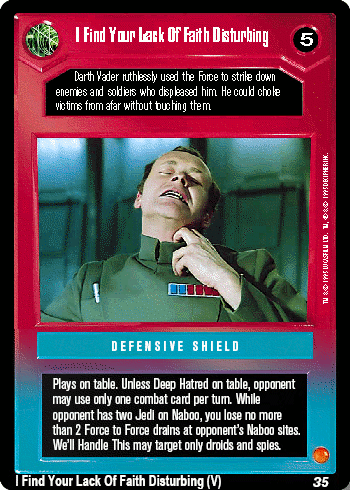 I Find Your Lack Of Faith Disturbing
5
Darth Vader ruthlessly used the Force to strike down
enemies and soldiers who displeased him. He could choke
victims from afar without touching them.
DEFENSIVE SHIELD
Plays on table. Unless Deep Hatred on table, opponent
may use only one combat card per turn. While
opponent has two Jedi on Naboo, you lose no more
than 2 Force to Force drains at opponent's Naboo sites.
We'll Handle This may target only droids and spies.
I Find Your Lack Of Faith Disturbing (V)
35